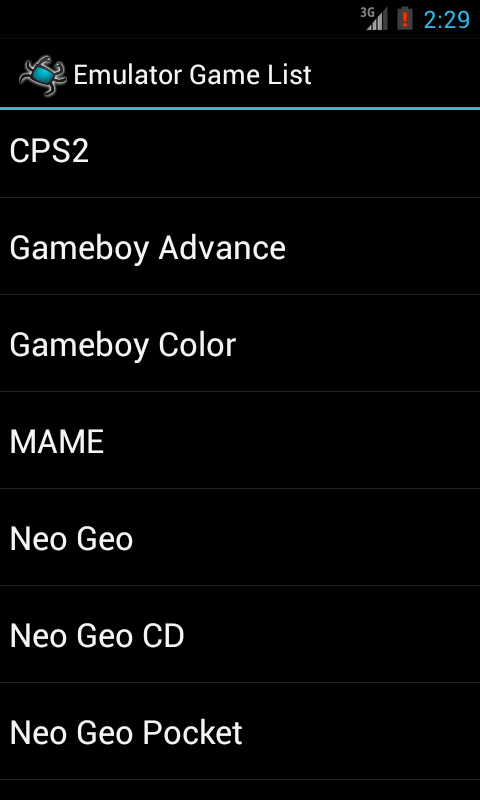 3G 2:29
Emulator Game List
CPS2
Gameboy Advance
Gameboy Color
MAME
Neo Geo
Neo Geo CD
Neo Geo Pocket